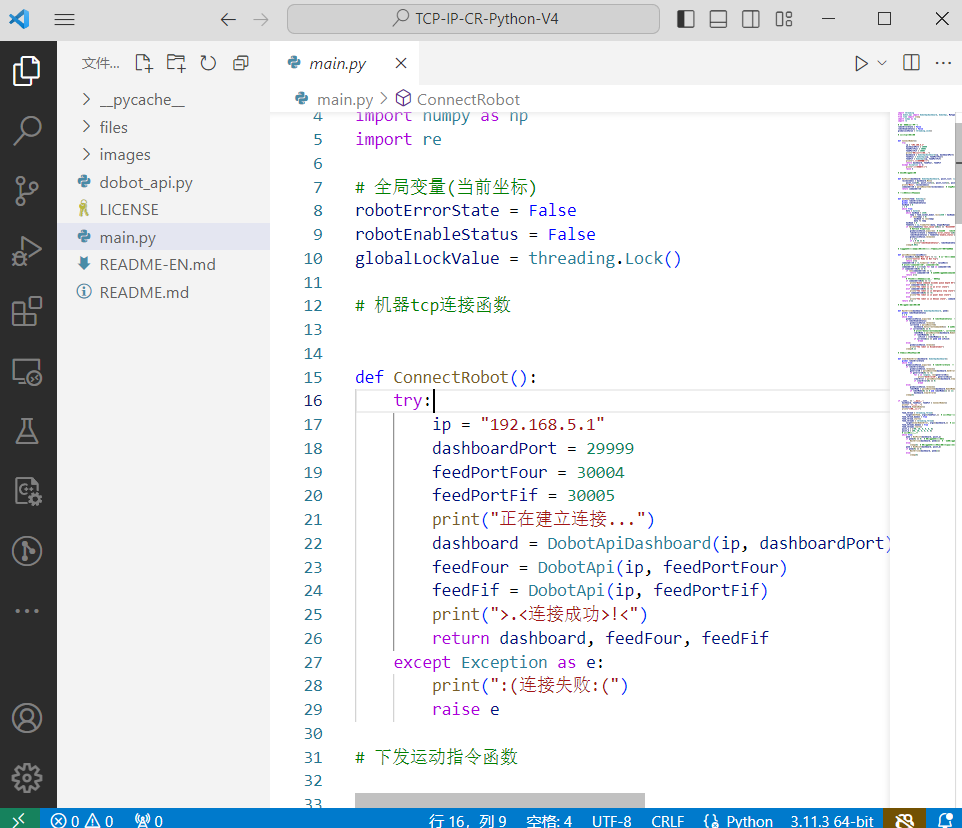 TCP-IP-CR-Python-V4
文件...
__pycache__
files
images
dobot_api.py
LICENSE
main.py
README-EN.md
README.md
main.py
main.py > ConnectRobot
4 import numpy as np
5 import re
6
7 # 全局变量(当前坐标)
8 robotErrorState = False
9 robotEnableStatus = False
10 globalLockValue = threading.Lock()
11
12 # 机器tcp连接函数
13
14
15 def ConnectRobot():
16 try:
17 ip = "192.168.5.1"
18 dashboardPort = 29999
19 feedPortFour = 30004
20 feedPortFif = 30005
21 print("正在建立连接...")
22 dashboard = DobotApiDashboard(ip, dashboardPort)
23 feedFour = DobotApi(ip, feedPortFour)
24 feedFif = DobotApi(ip, feedPortFif)
25 print(">.<连接成功>!<")
26 return dashboard, feedFour, feedFif
27 except Exception as e:
28 print(":(连接失败:(")
29 raise e
30
31 # 下发运动指令函数
32
33
0 0 0 行 16，列 9 空格: 4 UTF-8 CRLF Python 3.11.3 64-bit